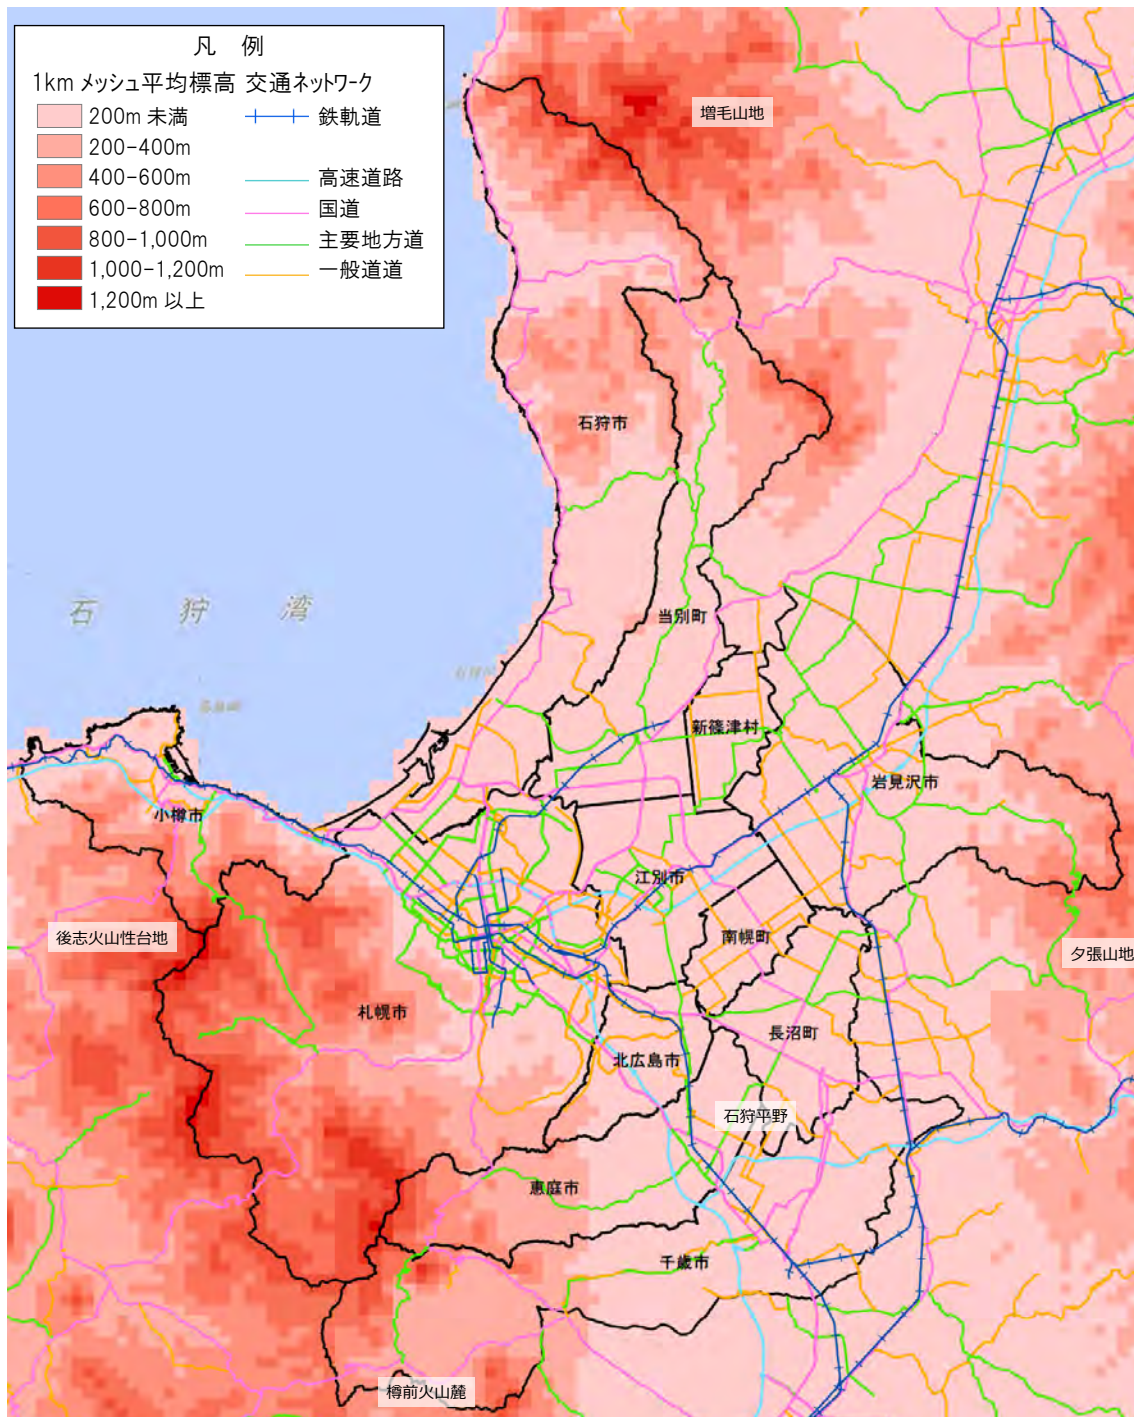 凡 例
1km メッシュ平均標高 交通ネットワーク
200m 未満
鉄軌道
200-400m
400-600m
高速道路
600-800m
国道
800-1,000m
主要地方道
1,000-1,200m
一般道道
1,200m 以上
増毛山地
石狩市
石 狩 湾
当別町
新篠津村
岩見沢市
小樽市
江別市
後志火山性台地
南幌町
夕張山地
札幌市
長沼町
北広島市
石狩平野
恵庭市
千歳市
樽前火山麓